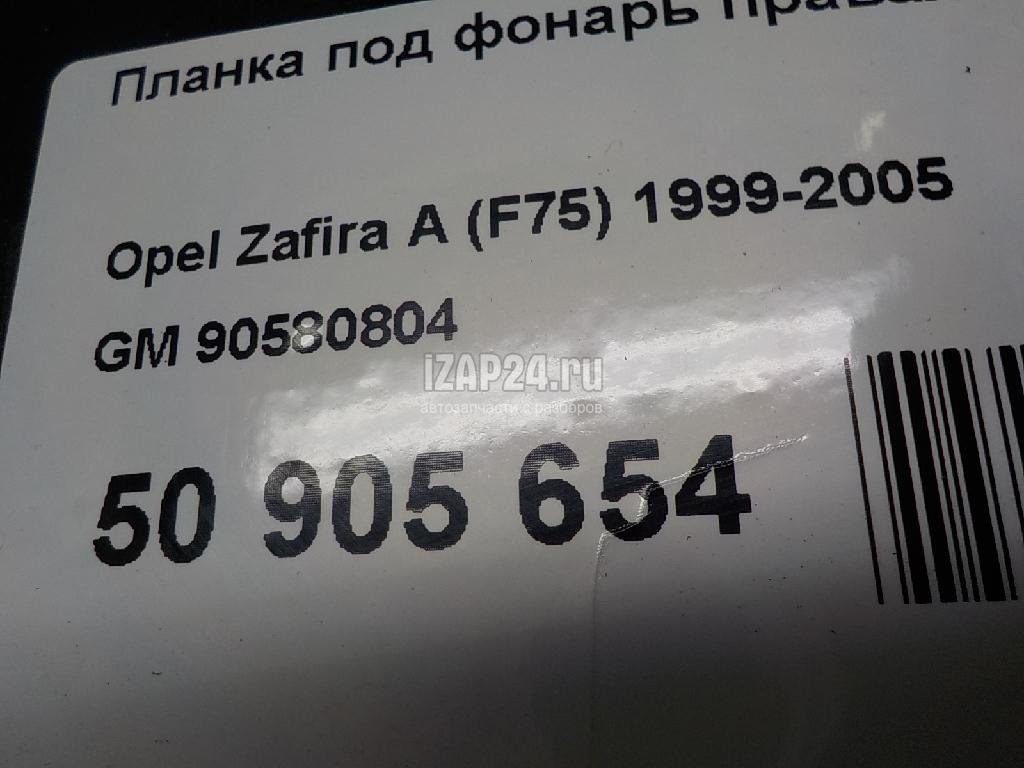 Планка под фонарь
Opel Zafira A (F75) 1999-2005
GM 90580804
iZAP24.ru
автозапчасти с разборов
50 905 654